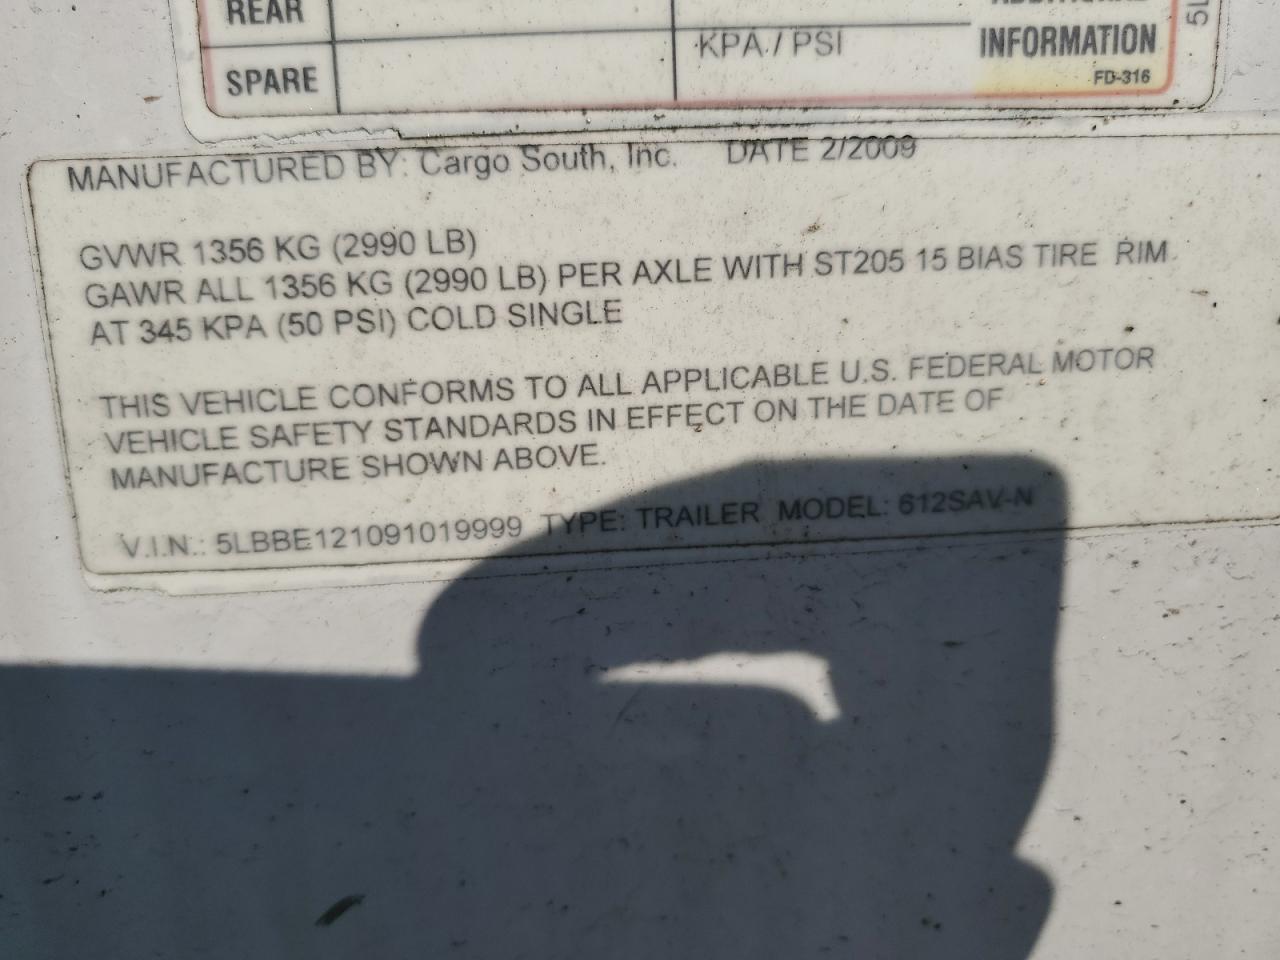 REAR
SPARE
KPA / PSI
INFORMATION
FD-316
5L
MANUFACTURED BY: Cargo South, Inc. DATE 2/2009
GVWR 1356 KG (2990 LB)
GAWR ALL 1356 KG (2990 LB) PER AXLE WITH ST205 15 BIAS TIRE RIM
AT 345 KPA (50 PSI) COLD SINGLE
THIS VEHICLE CONFORMS TO ALL APPLICABLE U.S. FEDERAL MOTOR
VEHICLE SAFETY STANDARDS IN EFFECT ON THE DATE OF
MANUFACTURE SHOWN ABOVE.
V.I.N.: 5LBBE121091019999 TYPE: TRAILER MODEL: 612SAV-N